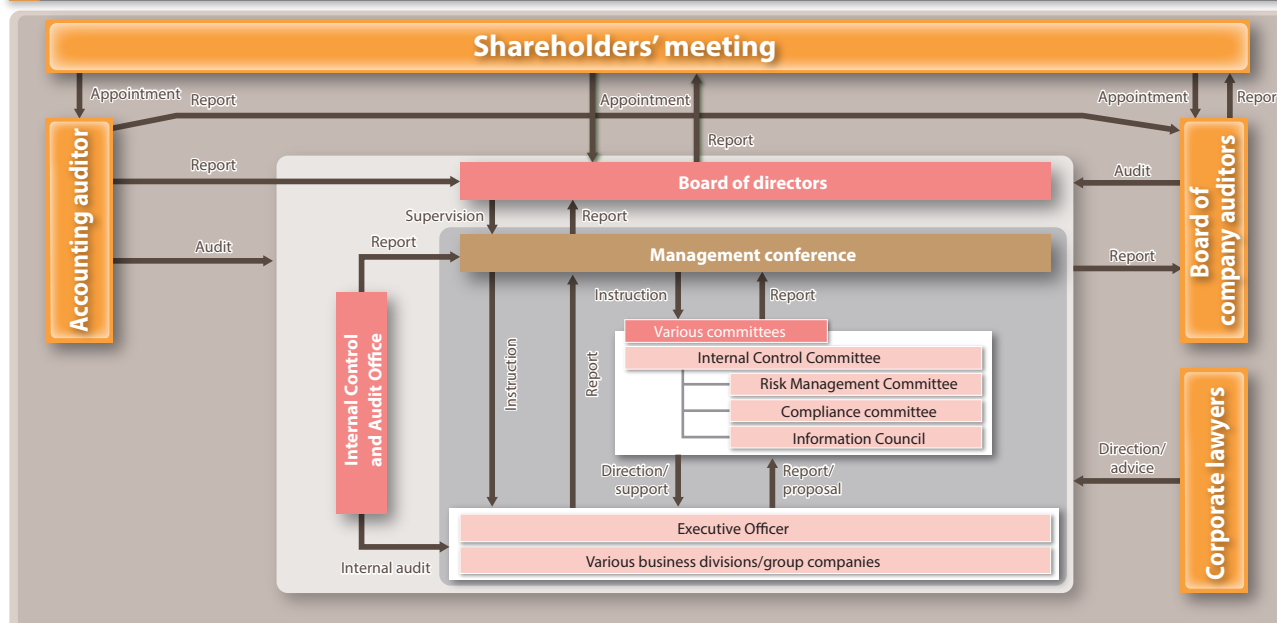 Shareholders' meeting
Appointment
Report
Appointment
Report
Appointment
Report
Accounting auditor
Report
Audit
Board of directors
Audit
Board of
company auditors
Supervision
Report
Report
Management conference
Report
Instruction
Report
Internal Control
and Audit Office
Instruction
Report
Various committees
Internal Control Committee
Risk Management Committee
Compliance committee
Information Council
Direction/
support
Report/
proposal
Direction/
advice
Corporate lawyers
Executive Officer
Various business divisions/group companies
Internal audit